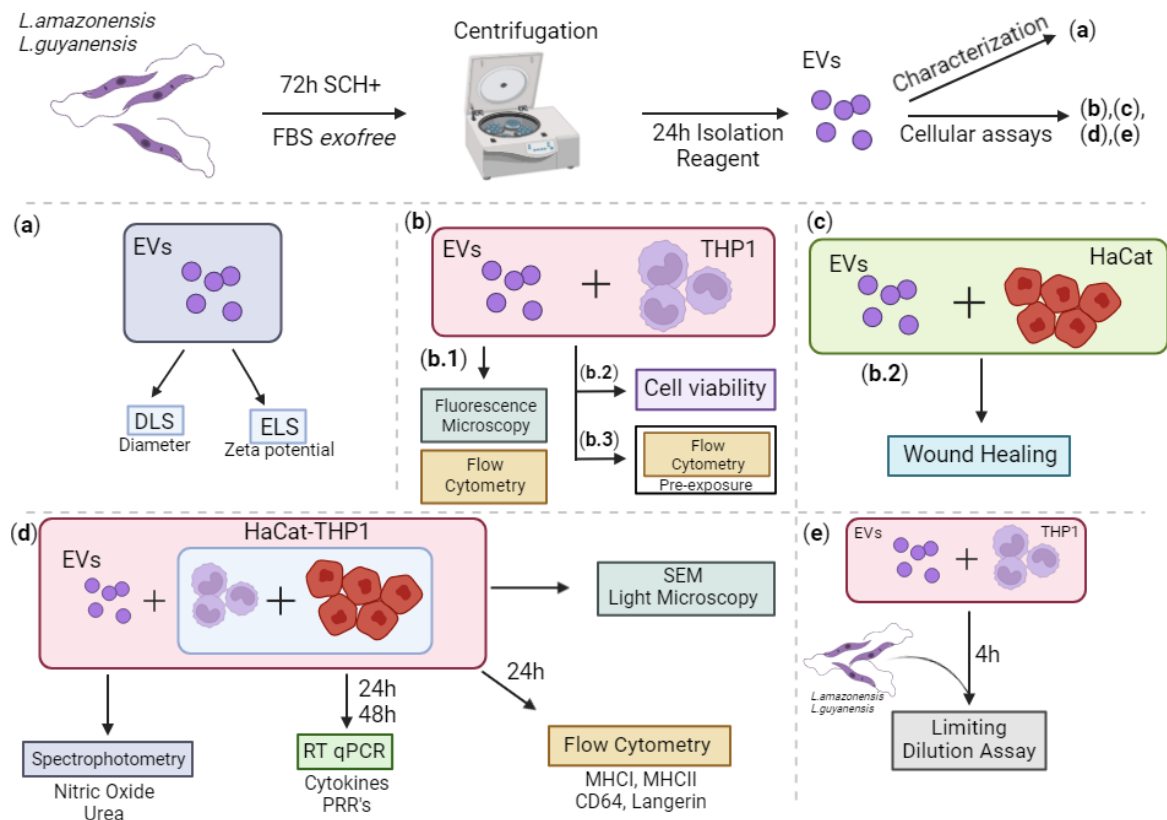 L.amazonensis
L.guyanensis
72h SCH+
FBS exofree
Centrifugation
24h Isolation
Reagent
EVs
Characterization
(a)
Cellular assays
(b),(c),
(d),(e)
(a)
EVs
DLS
Diameter
ELS
Zeta potential
(b)
EVs
THP1
(b.1)
Fluorescence
Microscopy
Flow
Cytometry
(b.2)
Cell viability
(b.3)
Flow
Cytometry
Pre-exposure
(c)
EVs
HaCat
(b.2)
Wound Healing
(d)
HaCat-THP1
EVs
SEM
Light Microscopy
Spectrophotometry
Nitric Oxide
Urea
24h
48h
RT qPCR
Cytokines
PRR's
24h
Flow Cytometry
MHCI, MHCII
CD64, Langerin
(e)
EVs
THP1
4h
L.amazonensis
L.guyanensis
Limiting
Dilution Assay